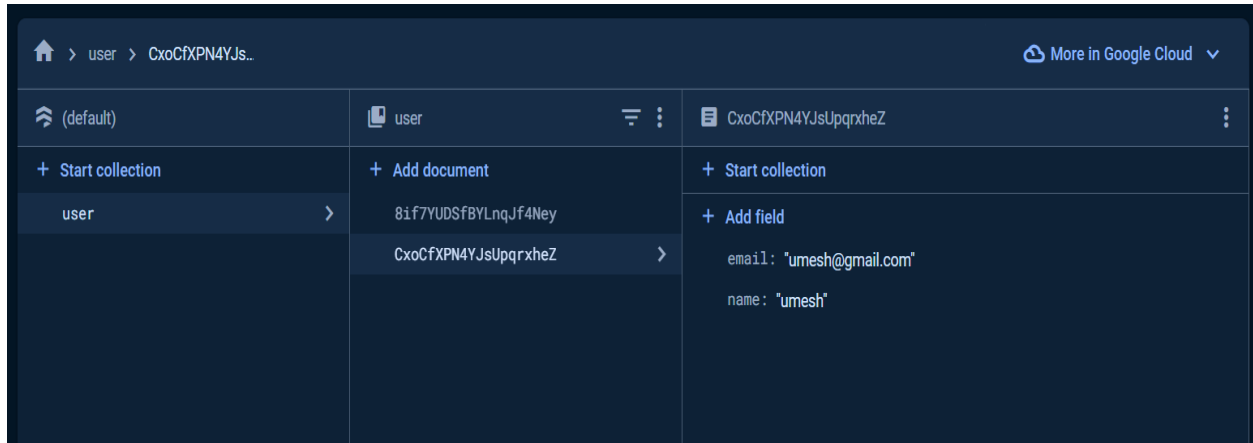 user > CxoCfXPN4YJs...
More in Google Cloud
(default)
user
CxoCfXPN4YJsUpqrxheZ
+ Start collection
+ Add document
+ Start collection
user
8if7YUDSfBYLnqJf4Ney
+ Add field
CxoCfXPN4YJsUpqrxheZ
email: "umesh@gmail.com"
name: "umesh"